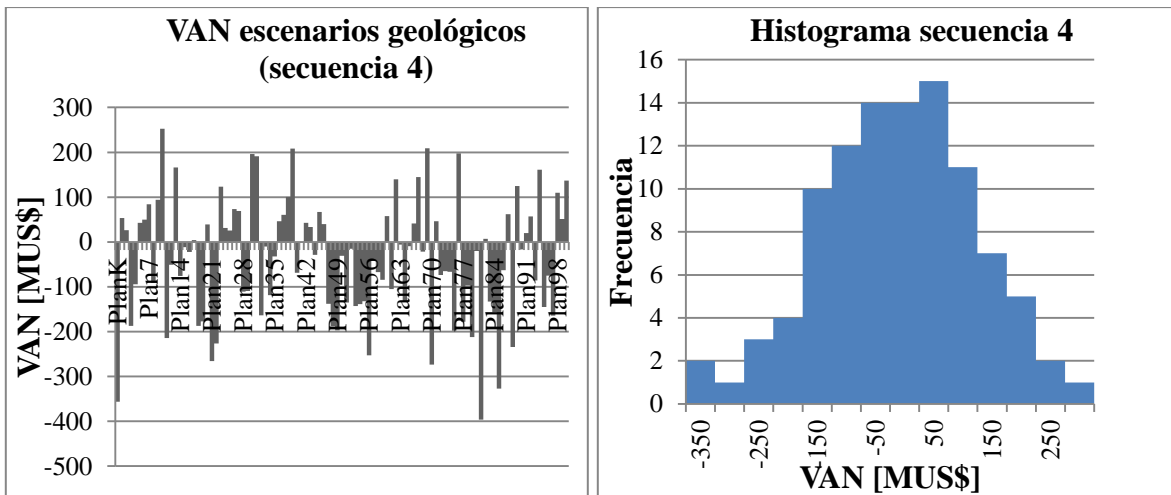 VAN escenarios geológicos
(secuencia 4)
VAN [MUS$]
300
200
100
0
-100
-200
-300
-400
-500
PlanK
Plan7
Plan14
Plan21
Plan28
Plan35
Plan42
Plan49
Plan56
Plan63
Plan70
Plan77
Plan84
Plan91
Plan98
Histograma secuencia 4
Frecuencia
16
14
12
10
8
6
4
2
0
-350
-250
-150
-50
50
150
250
VAN [MUS$]